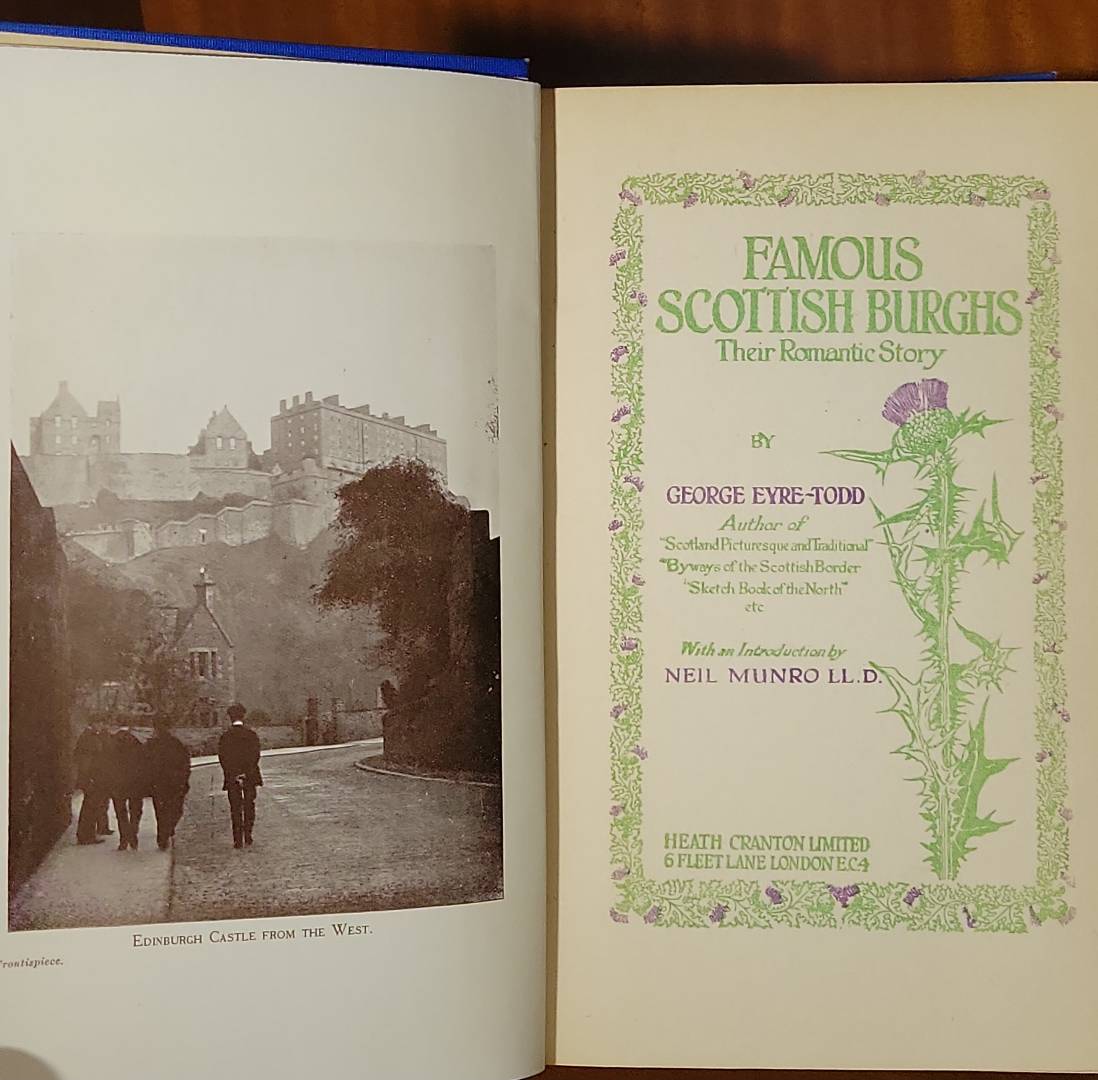 EDINBURGH CASTLE FROM THE WEST.
Frontispiece.
FAMOUS
SCOTTISH BURGHS
Their Romantic Story
BY
GEORGE EYRE-TODD
Author of
"Scotland Picturesque and Traditional"
"Byways of the Scottish Border
"Sketch Book of the North"
etc
With an Introduction by
NEIL MUNRO LL.D.
HEATH CRANTON LIMITED
6 FLEET LANE LONDON E.C.4